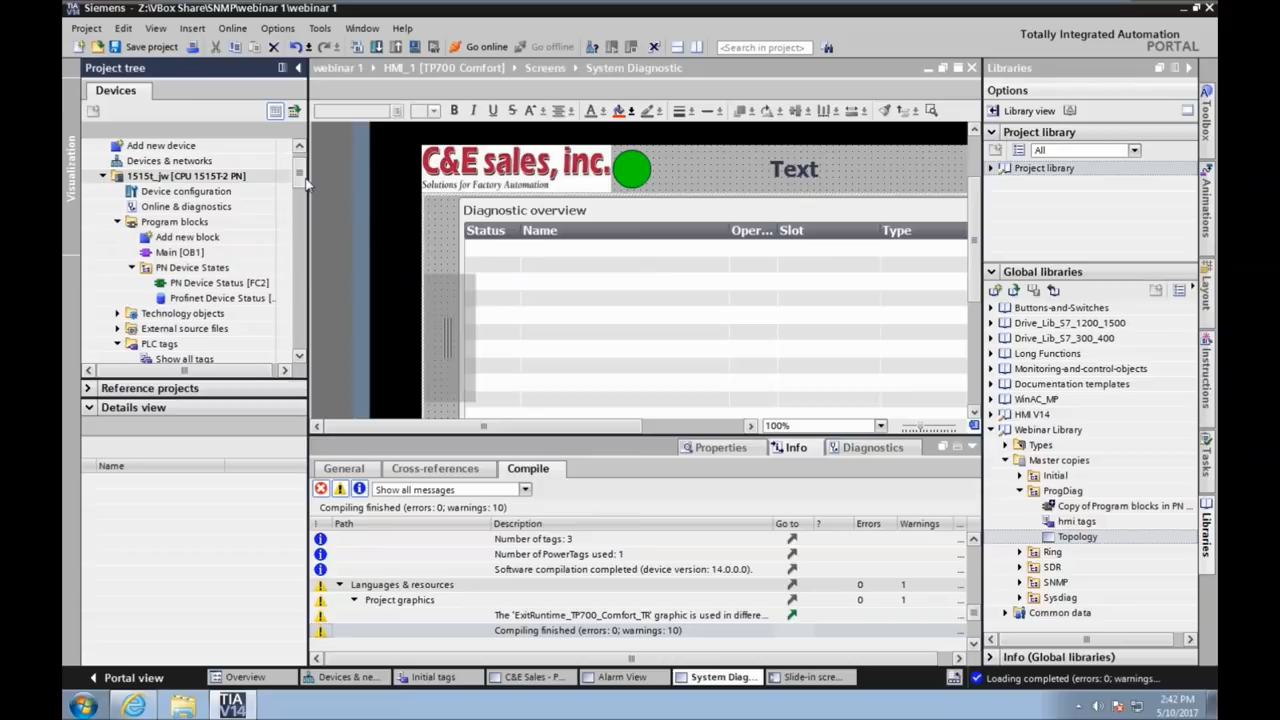 TIA V14
Siemens - Z:\VBox Share\SNMP\webinar 1\webinar 1
Project Edit View Insert Online Options Tools Window Help
Totally Integrated Automation
PORTAL
Save project
Go online
Go offline
<Search in project>
Project tree
Devices
Visualization
Add new device
Devices & networks
1515t_jw [CPU 1515T-2 PN]
Device configuration
Online & diagnostics
Program blocks
Add new block
Main [OB1]
PN Device States
PN Device Status [FC2]
Profinet Device Status [..
Technology objects
External source files
PLC tags
Show all tags
Reference projects
Details view
Name
webinar 1 HMI_1 [TP700 Comfort] Screens System Diagnostic
B I U S A
C&E sales, inc.
Solutions for Factory Automation
Text
Diagnostic overview
Status Name Oper... Slot Type
100%
Properties Info Diagnostics
General Cross-references Compile
Show all messages
Compiling finished (errors: 0; warnings: 10)
! Path Description Go to ? Errors Warnings ...
Number of tags: 3 ...
Number of PowerTags used: 1 ...
Software compilation completed (device version: 14.0.0.0). ...
Languages & resources 0 1 ...
Project graphics 0 1 ...
The 'ExitRuntime_TP700_Comfort_TR' graphic is used in differe... ...
Compiling finished (errors: 0; warnings: 10) ...
Libraries
Options
Library view
Project library
All
Project library
Global libraries
Buttons-and-Switches
Drive_Lib_S7_1200_1500
Drive_Lib_S7_300_400
Long Functions
Monitoring-and-control-objects
Documentation templates
WinAC_MP
HMI V14
Webinar Library
Types
Master copies
Initial
ProgDiag
Copy of Program blocks in PN ...
hmi tags
Topology
Ring
SDR
SNMP
Sysdiag
Common data
Info (Global libraries)
Toolbox
Animations
Layout
Instructions
Tasks
Libraries
Portal view
Overview
Devices & ne...
Initial tags
C&E Sales - P...
Alarm View
System Diag...
Slide-in scre...
Loading completed (errors: 0; warnings...
TIA
V14
2:42 PM
5/10/2017